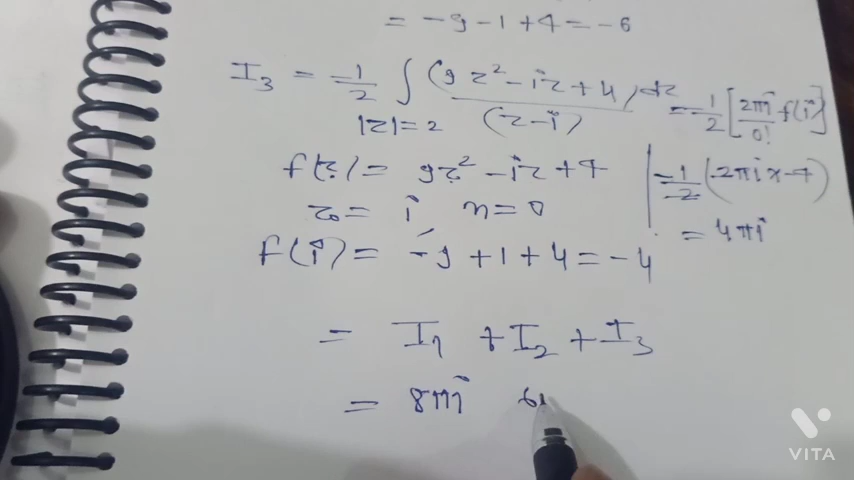 = -9 - 1 + 4 = -6
I3 = -1/2 ∫ |z|=2 (9z² - iz + 4) dz / (z - i) = -1/2 [2πi/0! f(i)]
f(z) = 9z² - iz + 4 = -1/2 (2πi x -4)
z₀ = i n = 0 = 4πi
f(i) = -9 + 1 + 4 = -4
= I1 + I2 + I3
= 8πi 6
VITA